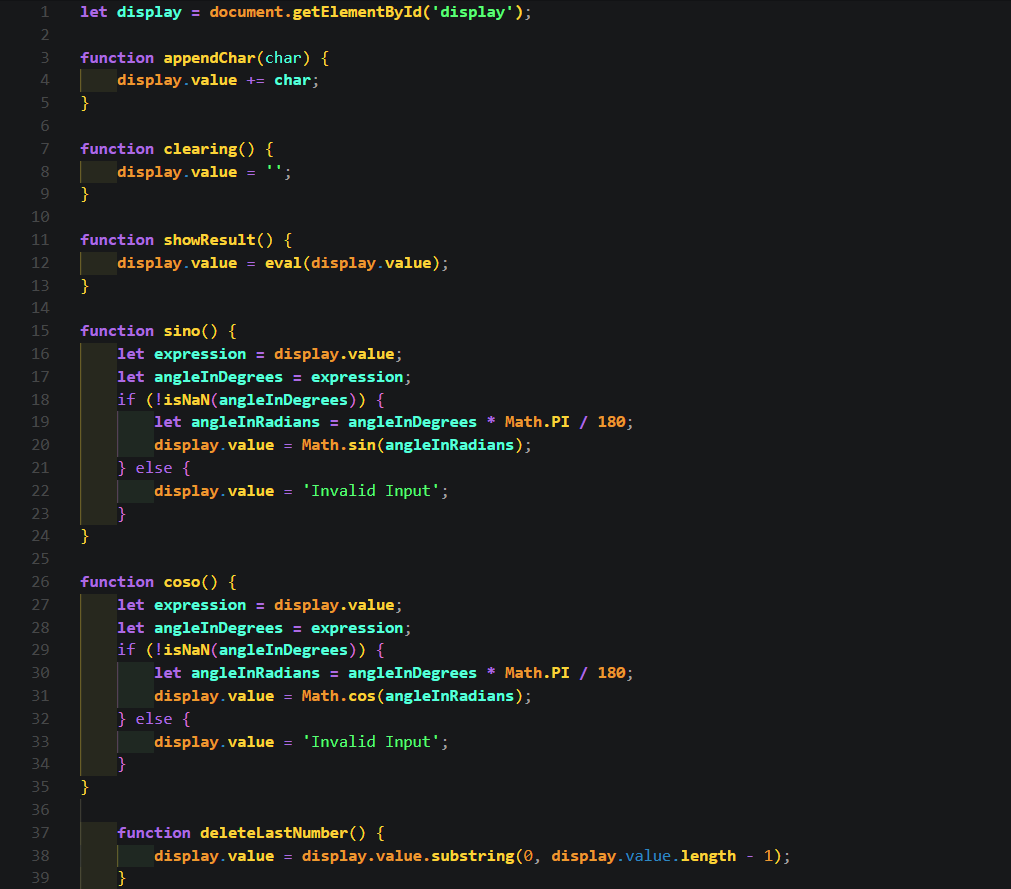 1 let display = document.getElementById('display');
2
3 function appendChar(char) {
4     display.value += char;
5 }
6
7 function clearing() {
8     display.value = '';
9 }
10
11 function showResult() {
12     display.value = eval(display.value);
13 }
14
15 function sino() {
16     let expression = display.value;
17     let angleInDegrees = expression;
18     if (!isNaN(angleInDegrees)) {
19         let angleInRadians = angleInDegrees * Math.PI / 180;
20         display.value = Math.sin(angleInRadians);
21     } else {
22         display.value = 'Invalid Input';
23     }
24 }
25
26 function coso() {
27     let expression = display.value;
28     let angleInDegrees = expression;
29     if (!isNaN(angleInDegrees)) {
30         let angleInRadians = angleInDegrees * Math.PI / 180;
31         display.value = Math.cos(angleInRadians);
32     } else {
33         display.value = 'Invalid Input';
34     }
35 }
36
37     function deleteLastNumber() {
38         display.value = display.value.substring(0, display.value.length - 1);
39     }